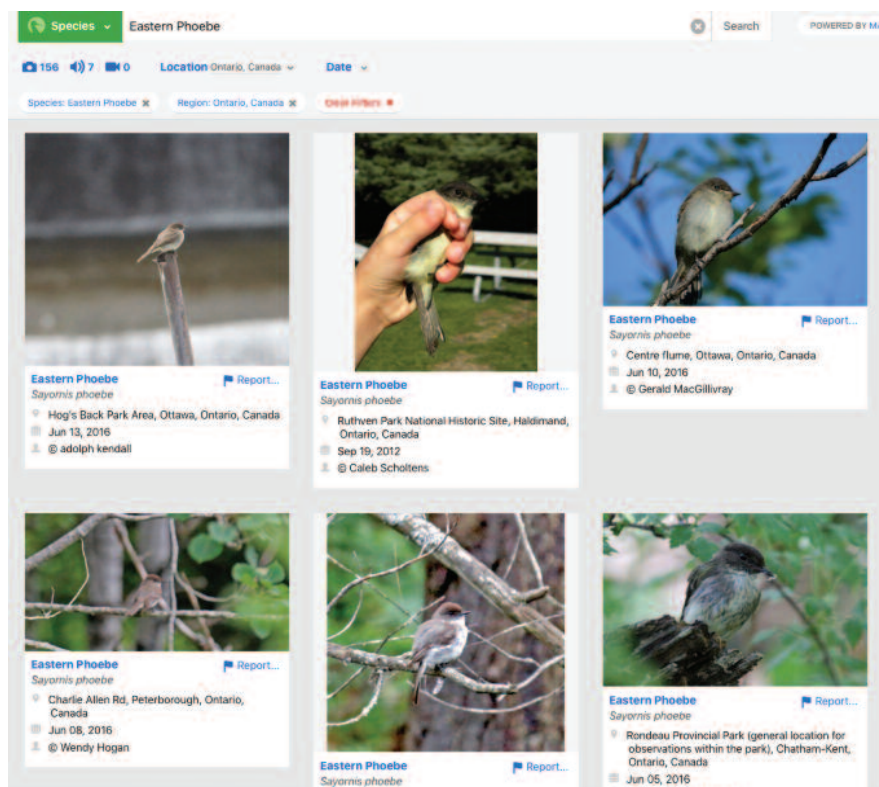 Species
Eastern Phoebe
Search
POWERED BY
156
7
0
Location Ontario, Canada
Date
Species: Eastern Phoebe
Region: Ontario, Canada
Clear Filters
Eastern Phoebe
Report...
Sayornis phoebe
Hog's Back Park Area, Ottawa, Ontario, Canada
Jun 13, 2016
© adolph kendall
Eastern Phoebe
Report...
Sayornis phoebe
Ruthven Park National Historic Site, Haldimand,
Ontario, Canada
Sep 19, 2012
© Caleb Scholtens
Eastern Phoebe
Report...
Sayornis phoebe
Centre flume, Ottawa, Ontario, Canada
Jun 10, 2016
© Gerald MacGillivray
Eastern Phoebe
Report...
Sayornis phoebe
Charlie Allen Rd, Peterborough, Ontario,
Canada
Jun 08, 2016
© Wendy Hogan
Eastern Phoebe
Report...
Sayornis phoebe
Eastern Phoebe
Report...
Sayornis phoebe
Rondeau Provincial Park (general location for
observations within the park), Chatham-Kent,
Ontario, Canada
Jun 05, 2016